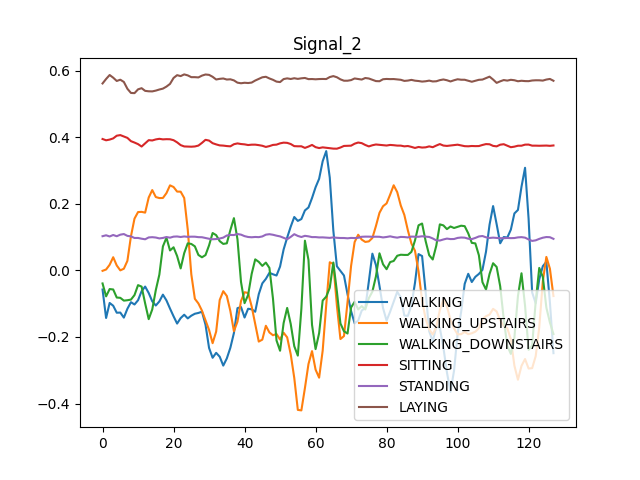 Signal_2
0.6
0.4
0.2
0.0
−0.2
−0.4
WALKING
WALKING_UPSTAIRS
WALKING_DOWNSTAIRS
SITTING
STANDING
LAYING
0 20 40 60 80 100 120